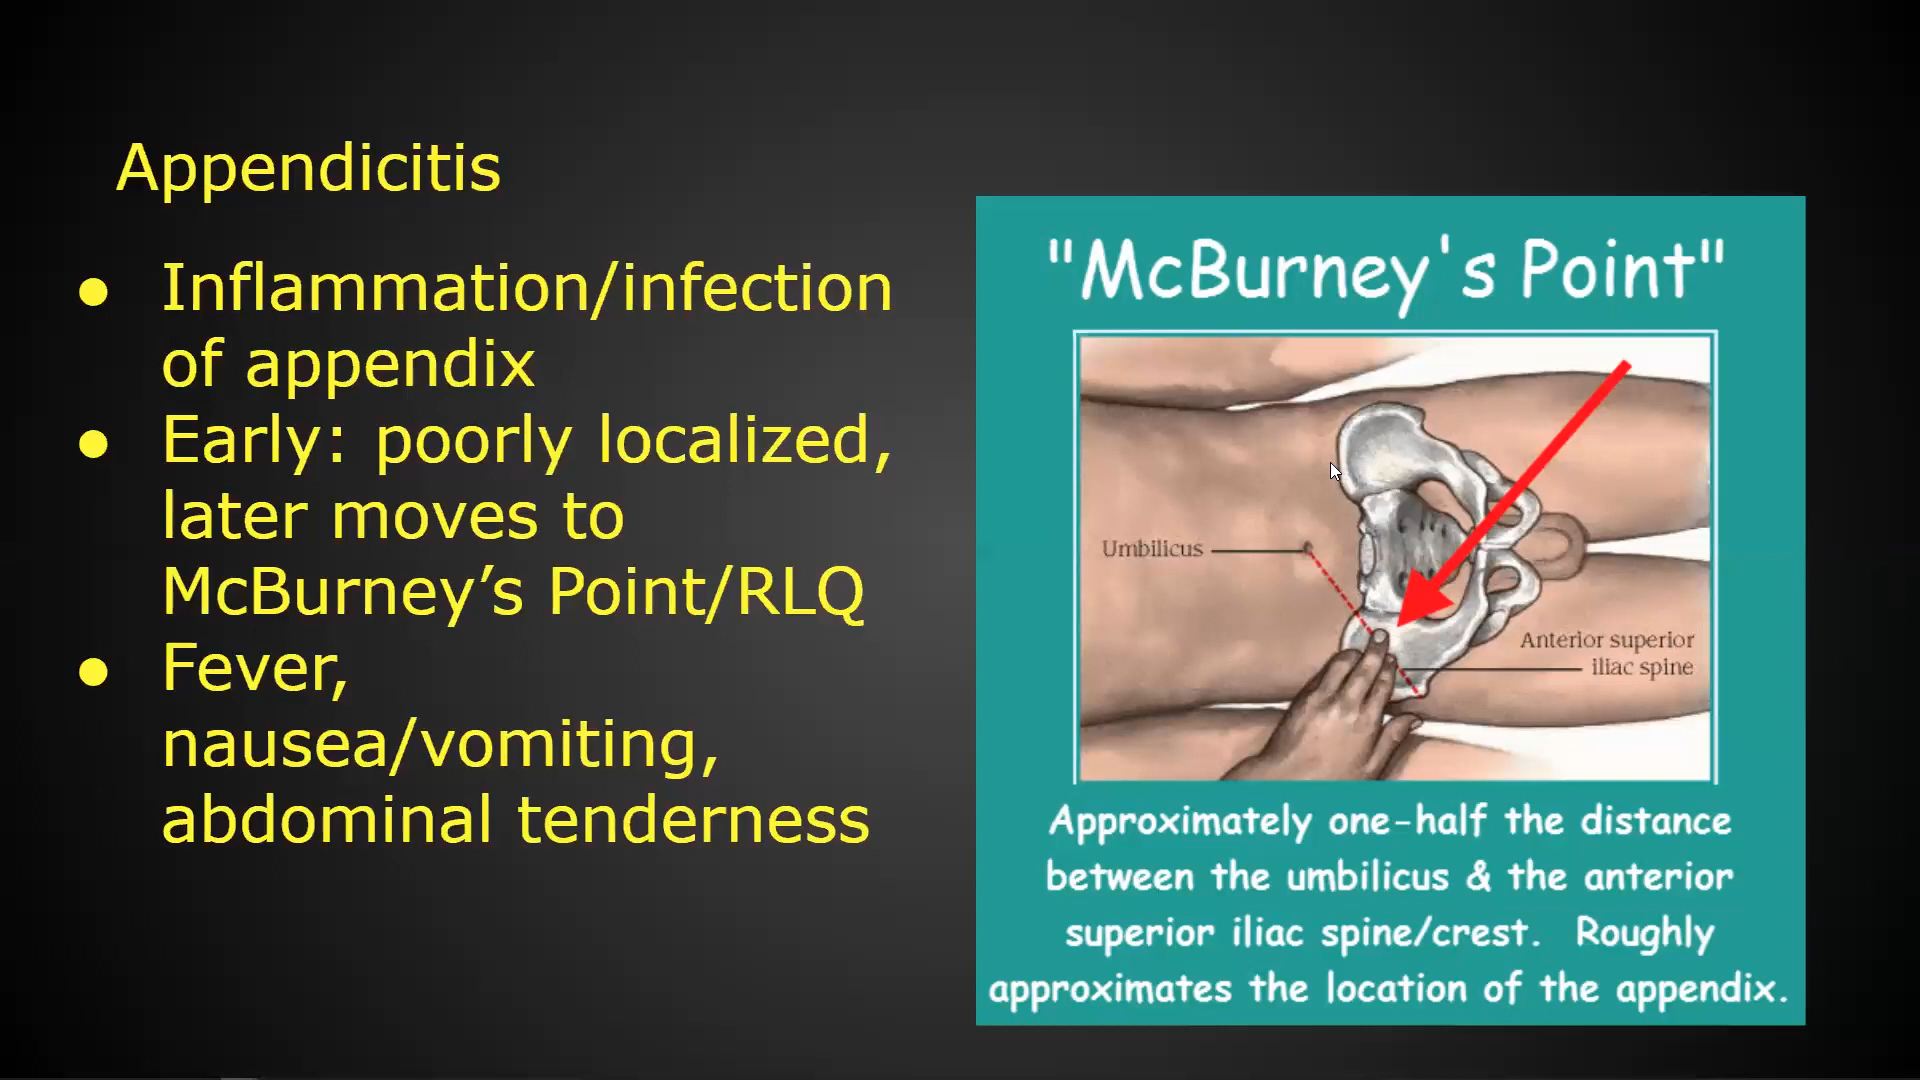 Appendicitis
● Inflammation/infection
of appendix
● Early: poorly localized,
later moves to
McBurney’s Point/RLQ
● Fever,
nausea/vomiting,
abdominal tenderness
"McBurney's Point"
Umbilicus
Anterior superior
iliac spine
Approximately one-half the distance
between the umbilicus & the anterior
superior iliac spine/crest. Roughly
approximates the location of the appendix.